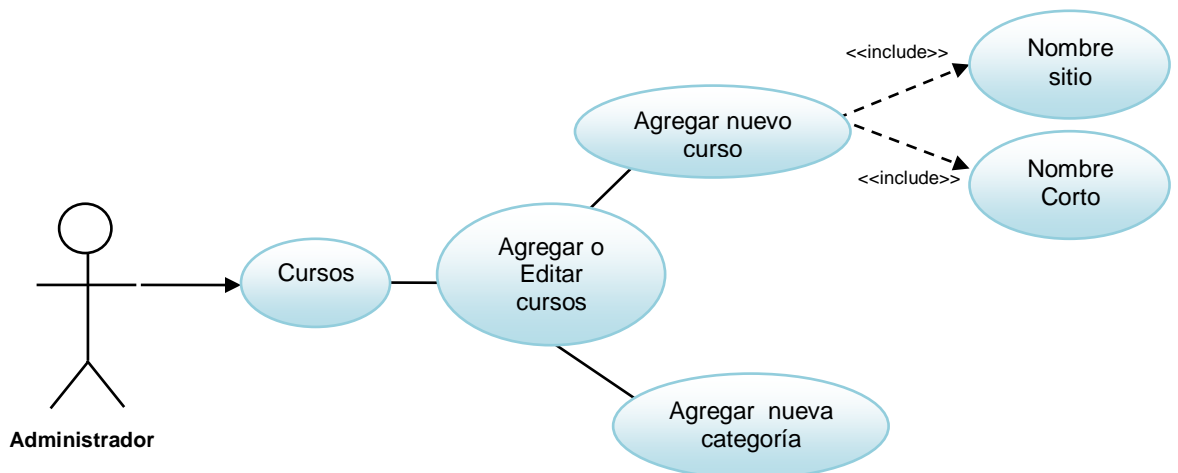 <<include>>
Nombre
sitio
Agregar nuevo
curso
<<include>>
Nombre
Corto
Agregar o
Editar
cursos
Cursos
Agregar nueva
categoría
Administrador